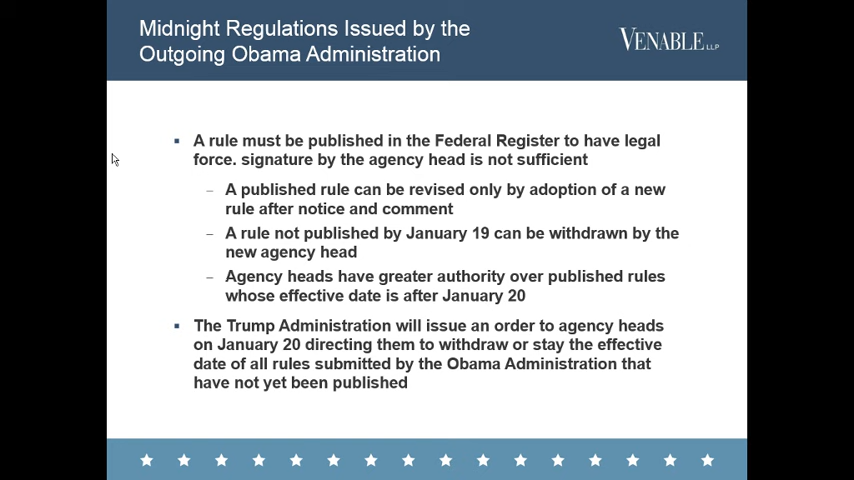 Midnight Regulations Issued by the
Outgoing Obama Administration
VENABLE LLP
▪ A rule must be published in the Federal Register to have legal
force. signature by the agency head is not sufficient
– A published rule can be revised only by adoption of a new
rule after notice and comment
– A rule not published by January 19 can be withdrawn by the
new agency head
– Agency heads have greater authority over published rules
whose effective date is after January 20
▪ The Trump Administration will issue an order to agency heads
on January 20 directing them to withdraw or stay the effective
date of all rules submitted by the Obama Administration that
have not yet been published